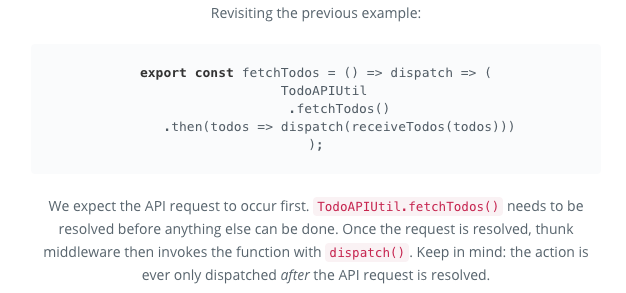 Revisiting the previous example:
export const fetchTodos = () => dispatch => (
TodoAPIUtil
.fetchTodos()
.then(todos => dispatch(receiveTodos(todos)))
);
We expect the API request to occur first. TodoAPIUtil.fetchTodos() needs to be
resolved before anything else can be done. Once the request is resolved, thunk
middleware then invokes the function with dispatch(). Keep in mind: the action is
ever only dispatched after the API request is resolved.